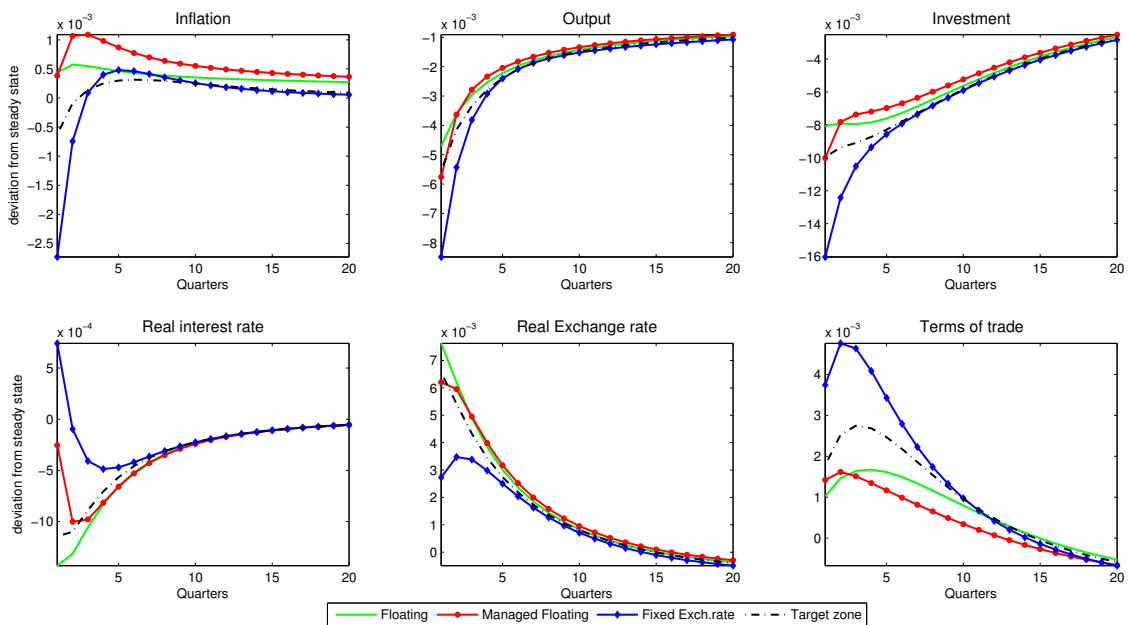 Inflation
x 10⁻³
1
0.5
0
−0.5
−1
−1.5
−2
−2.5
5 10 15 20
Quarters
deviation from steady state
Output
x 10⁻³
−1
−2
−3
−4
−5
−6
−7
−8
5 10 15 20
Quarters
Investment
x 10⁻³
−4
−6
−8
−10
−12
−14
−16
5 10 15 20
Quarters
Real interest rate
x 10⁻⁴
5
0
−5
−10
5 10 15 20
Quarters
deviation from steady state
Real Exchange rate
x 10⁻³
7
6
5
4
3
2
1
0
5 10 15 20
Quarters
Terms of trade
x 10⁻³
4
2
0
5 10 15 20
Quarters
Floating Managed Floating Fixed Exch.rate Target zone